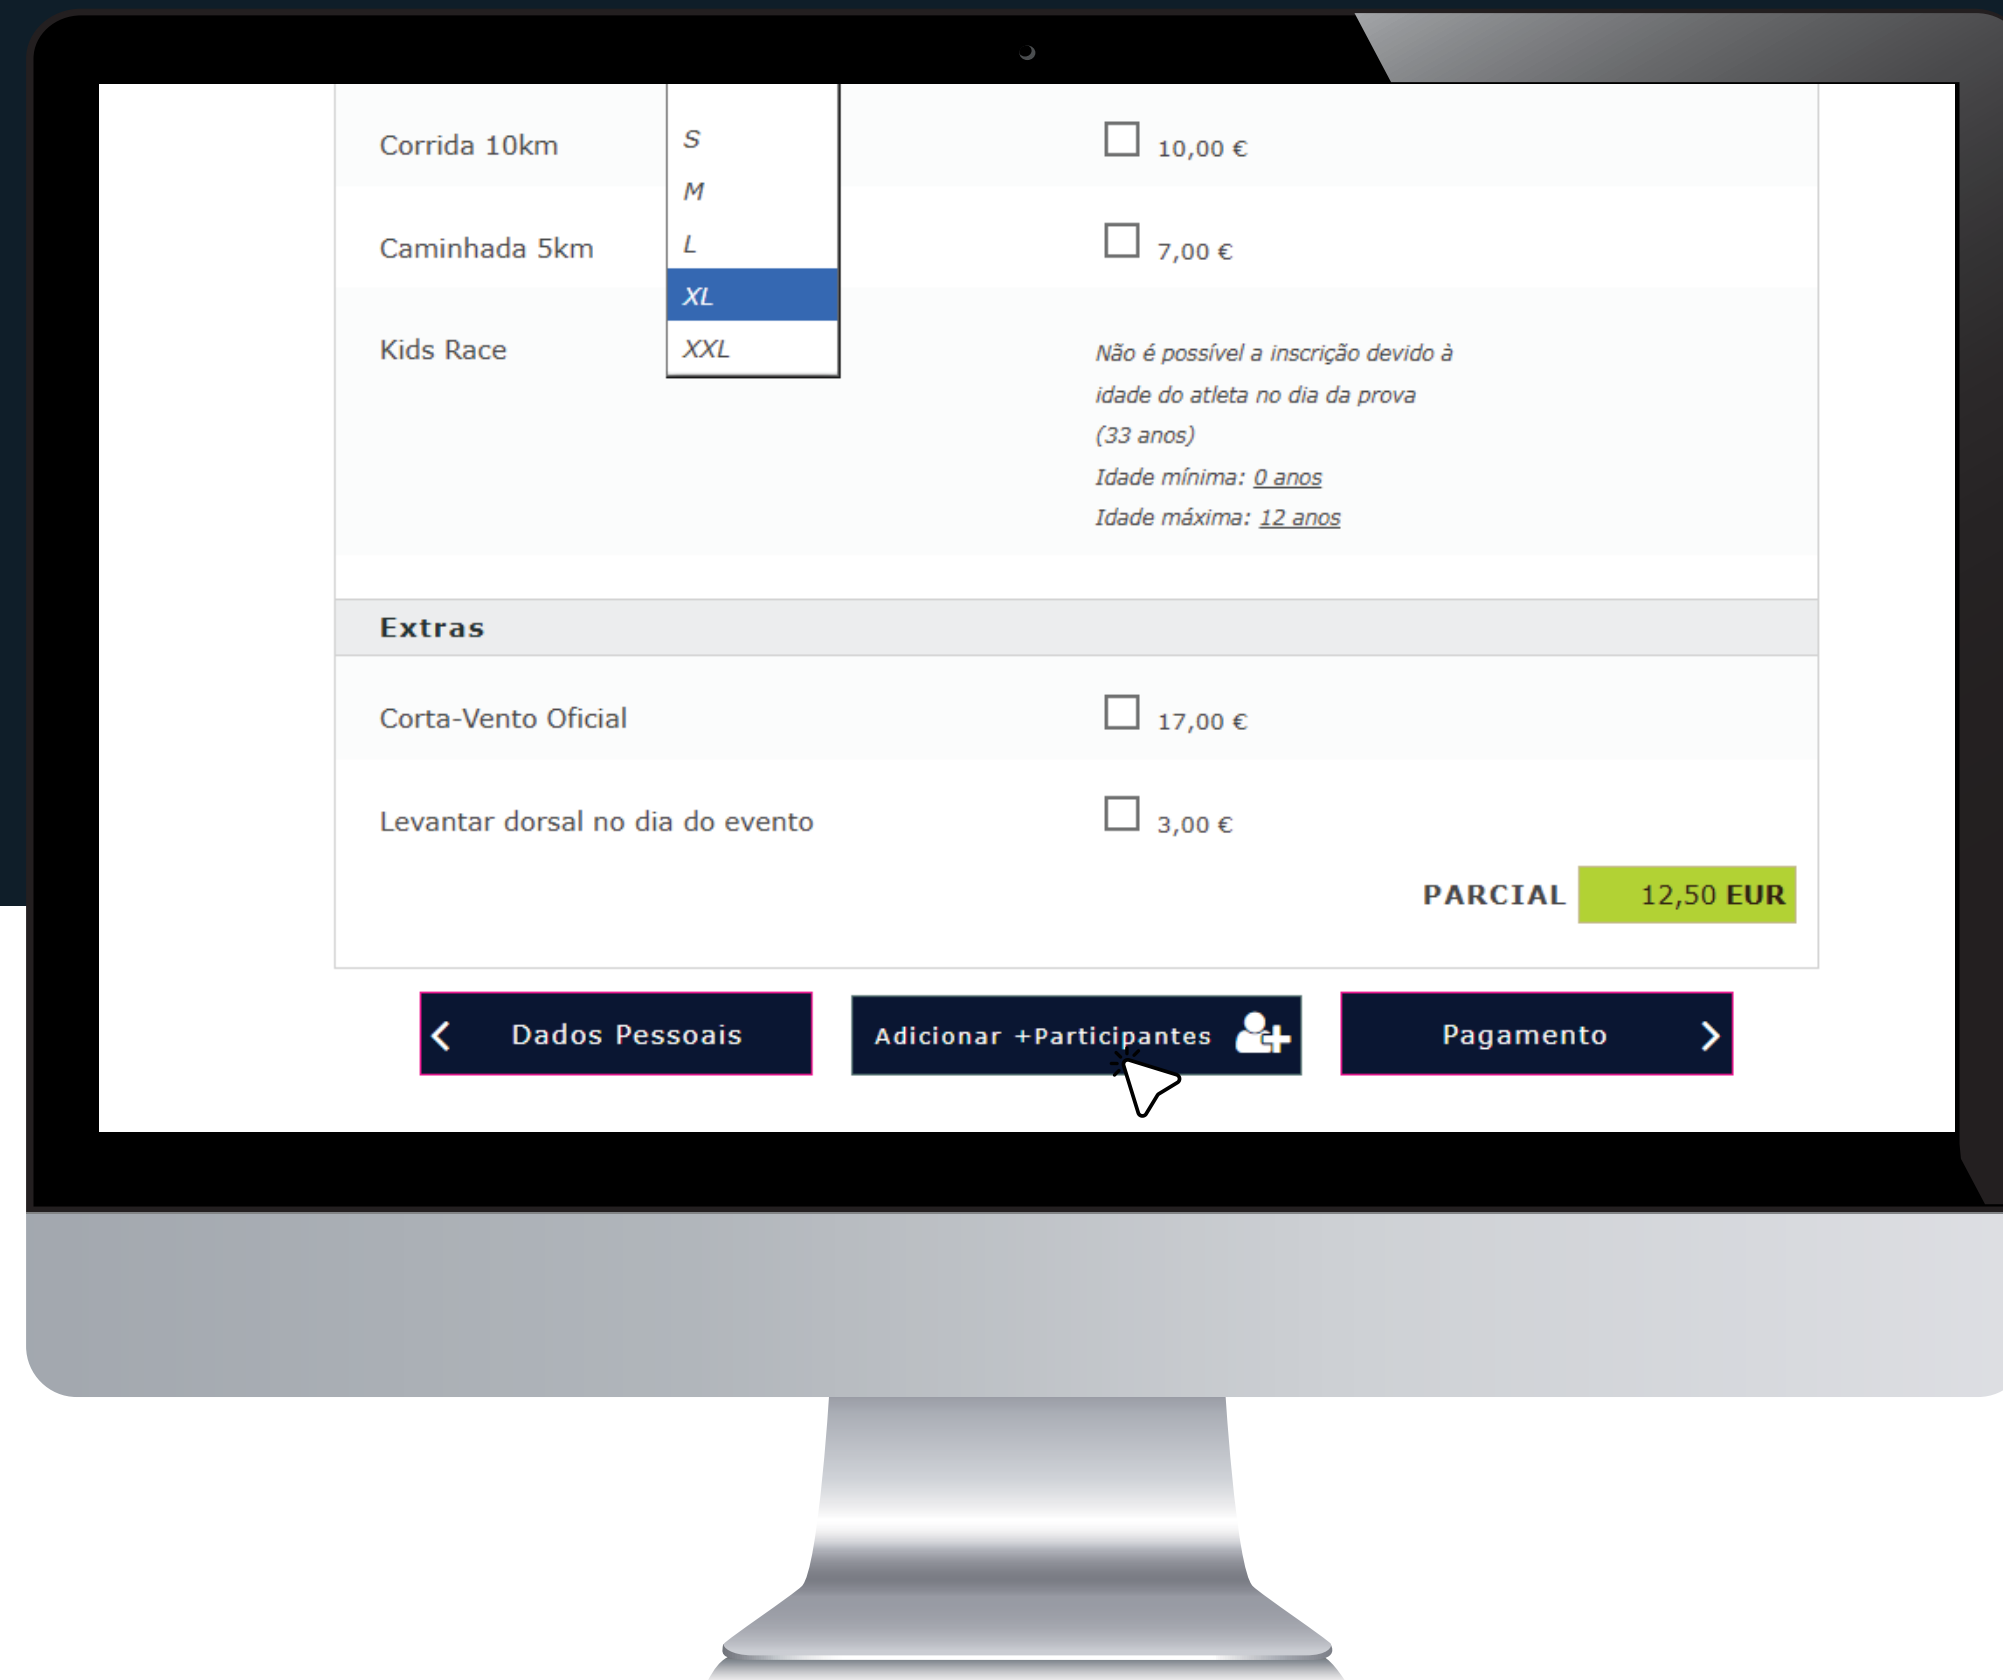 Corrida 10km
S
M
L
XL
XXL
10,00 €
Caminhada 5km
7,00 €
Kids Race
Não é possível a inscrição devido à
idade do atleta no dia da prova
(33 anos)
Idade mínima: 0 anos
Idade máxima: 12 anos
Extras
Corta-Vento Oficial
17,00 €
Levantar dorsal no dia do evento
3,00 €
PARCIAL 12,50 EUR
Dados Pessoais
Adicionar +Participantes
Pagamento